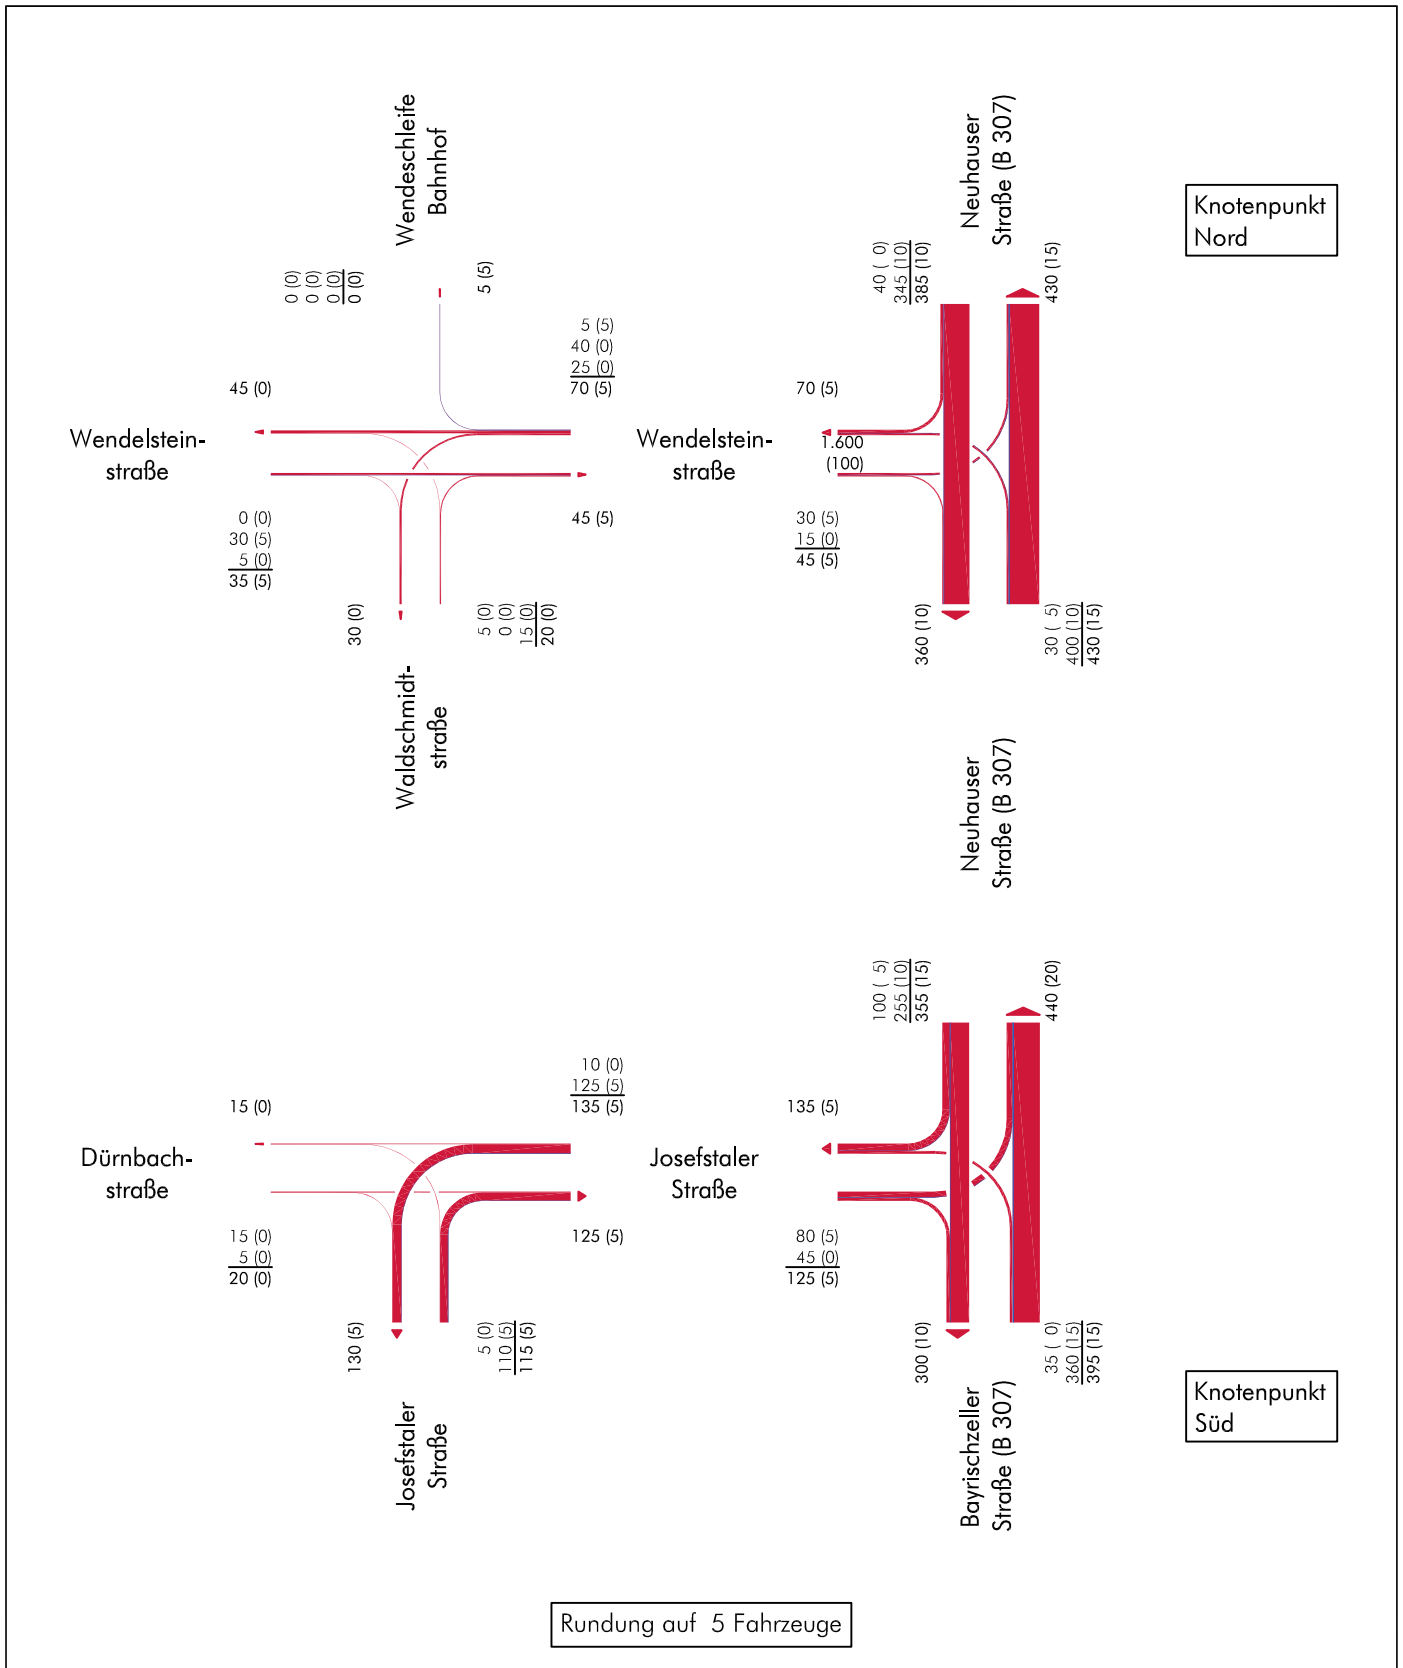 Wendeschleife
Bahnhof
Neuhauser
Straße (B 307)
Knotenpunkt
Nord
0 (0)
0 (0)
0 (0)
0 (0)
5 (5)
40 ( 0)
345 (10)
385 (10)
430 (15)
5 (5)
40 (0)
25 (0)
70 (5)
45 (0)
70 (5)
Wendelstein-
straße
Wendelstein-
straße
1.600
(100)
0 (0)
30 (5)
5 (0)
35 (5)
45 (5)
30 (5)
15 (0)
45 (5)
30 (0)
5 (0)
0 (0)
15 (0)
20 (0)
360 (10)
30 ( 5)
400 (10)
430 (15)
Waldschmidt-
straße
Neuhauser
Straße (B 307)
100 ( 5)
255 (10)
355 (15)
440 (20)
10 (0)
125 (5)
135 (5)
15 (0)
135 (5)
Dürnbach-
straße
Josefstaler
Straße
15 (0)
5 (0)
20 (0)
125 (5)
80 (5)
45 (0)
125 (5)
130 (5)
5 (0)
110 (5)
115 (5)
300 (10)
35 ( 0)
360 (15)
395 (15)
Josefstaler
Straße
Bayrischzeller
Straße (B 307)
Knotenpunkt
Süd
Rundung auf  5 Fahrzeuge